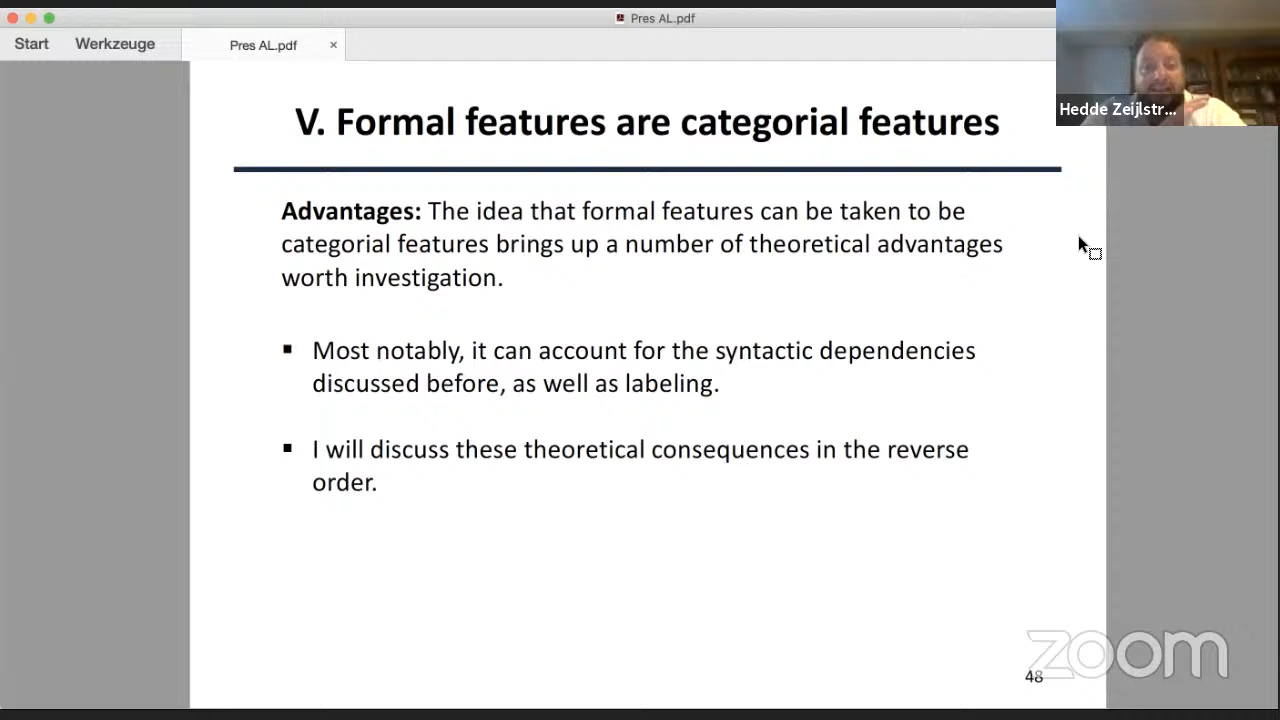 Pres AL.pdf
Start Werkzeuge Pres AL.pdf ×
Hedde Zeijlstr...
V. Formal features are categorial features
Advantages: The idea that formal features can be taken to be
categorial features brings up a number of theoretical advantages
worth investigation.
▪ Most notably, it can account for the syntactic dependencies
discussed before, as well as labeling.
▪ I will discuss these theoretical consequences in the reverse
order.
zoom
48